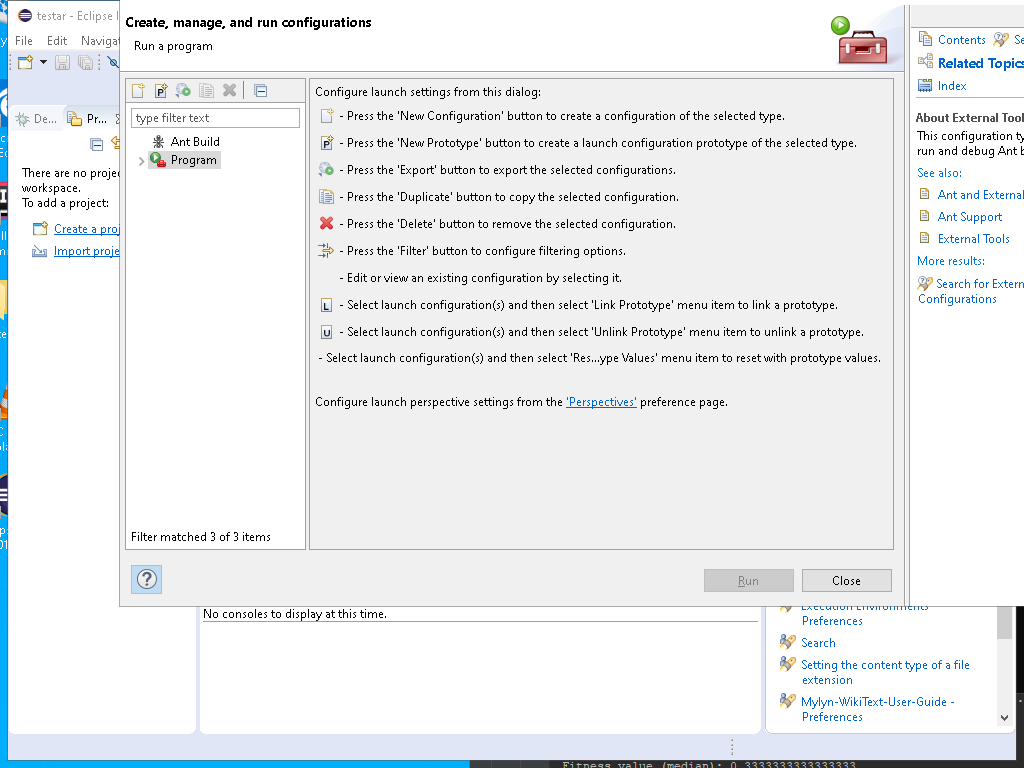 testar - Eclipse I
File Edit Navigat
De...
Pr...
There are no proje
workspace.
To add a project:
Create a proj
Import proje
Create, manage, and run configurations
Run a program
type filter text
Ant Build
Program
Filter matched 3 of 3 items
Configure launch settings from this dialog:
- Press the 'New Configuration' button to create a configuration of the selected type.
- Press the 'New Prototype' button to create a launch configuration prototype of the selected type.
- Press the 'Export' button to export the selected configurations.
- Press the 'Duplicate' button to copy the selected configuration.
- Press the 'Delete' button to remove the selected configuration.
- Press the 'Filter' button to configure filtering options.
- Edit or view an existing configuration by selecting it.
L - Select launch configuration(s) and then select 'Link Prototype' menu item to link a prototype.
U - Select launch configuration(s) and then select 'Unlink Prototype' menu item to unlink a prototype.
- Select launch configuration(s) and then select 'Res...ype Values' menu item to reset with prototype values.
Configure launch perspective settings from the 'Perspectives' preference page.
?
Run
Close
Contents
Se
Related Topics
Index
About External Tool
This configuration ty
run and debug Ant b
See also:
Ant and External
Ant Support
External Tools
More results:
Search for Extern
Configurations
No consoles to display at this time.
Execution Environments
Preferences
Search
Setting the content type of a file
extension
Mylyn-WikiText-User-Guide -
Preferences
Fitness value (median): 0.3333333333333333